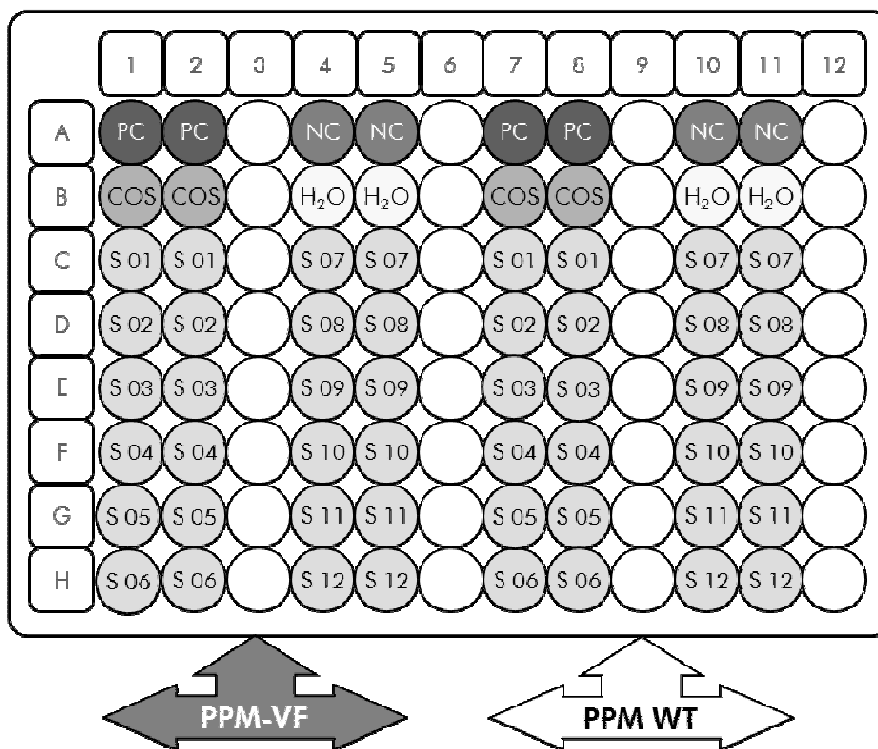 1 2 3 4 5 6 7 8 9 10 11 12
A PC PC NC NC PC PC NC NC
B COS COS H₂O H₂O COS COS H₂O H₂O
C S 01 S 01 S 07 S 07 S 01 S 01 S 07 S 07
D S 02 S 02 S 08 S 08 S 02 S 02 S 08 S 08
E S 03 S 03 S 09 S 09 S 03 S 03 S 09 S 09
F S 04 S 04 S 10 S 10 S 04 S 04 S 10 S 10
G S 05 S 05 S 11 S 11 S 05 S 05 S 11 S 11
H S 06 S 06 S 12 S 12 S 06 S 06 S 12 S 12
PPM-VF PPM WT